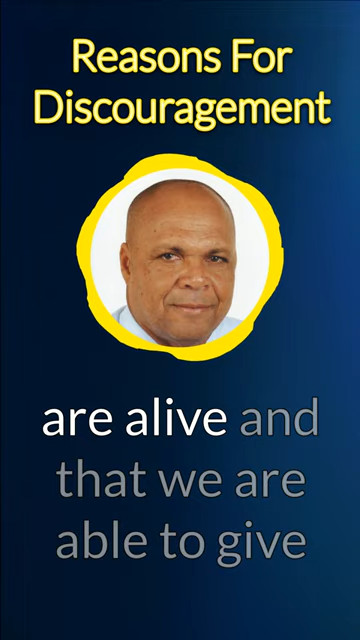 Reasons For
Discouragement
are alive and
that we are
able to give